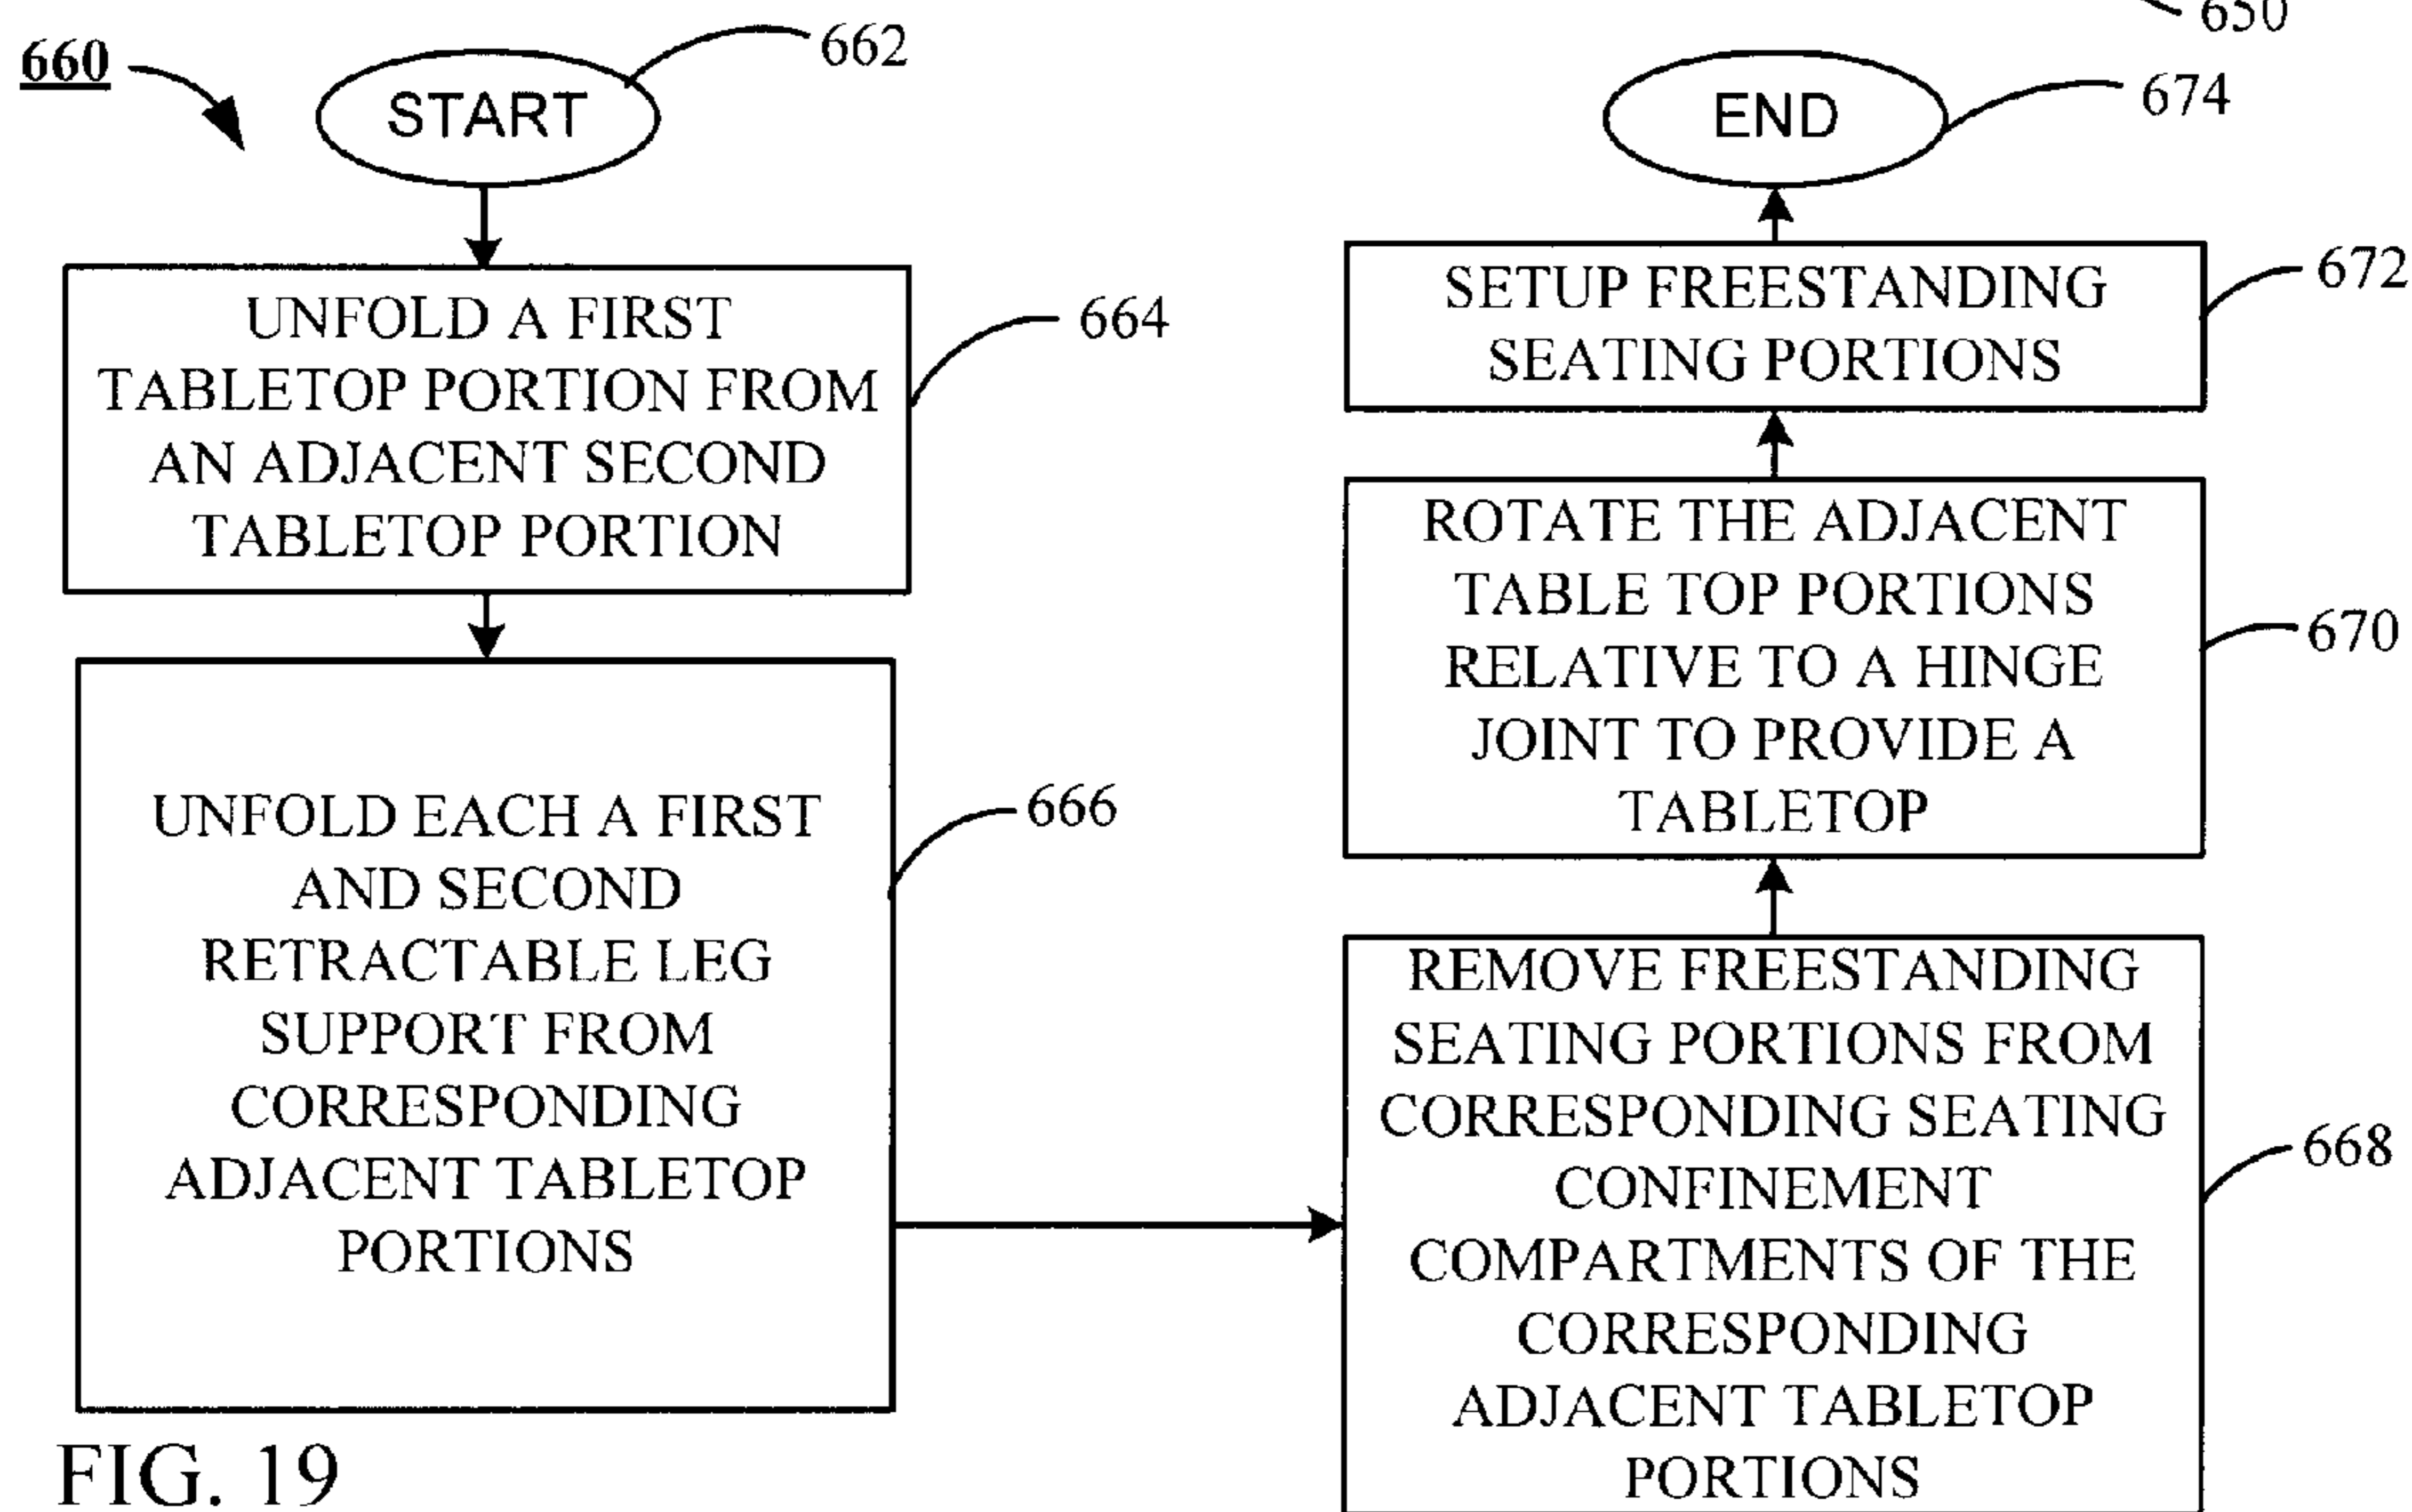 650
660
662
START
664
UNFOLD A FIRST
TABLETOP PORTION FROM
AN ADJACENT SECOND
TABLETOP PORTION
666
UNFOLD EACH A FIRST
AND SECOND
RETRACTABLE LEG
SUPPORT FROM
CORRESPONDING
ADJACENT TABLETOP
PORTIONS
668
REMOVE FREESTANDING
SEATING PORTIONS FROM
CORRESPONDING SEATING
CONFINEMENT
COMPARTMENTS OF THE
CORRESPONDING
ADJACENT TABLETOP
PORTIONS
670
ROTATE THE ADJACENT
TABLE TOP PORTIONS
RELATIVE TO A HINGE
JOINT TO PROVIDE A
TABLETOP
672
SETUP FREESTANDING
SEATING PORTIONS
674
END
FIG. 19